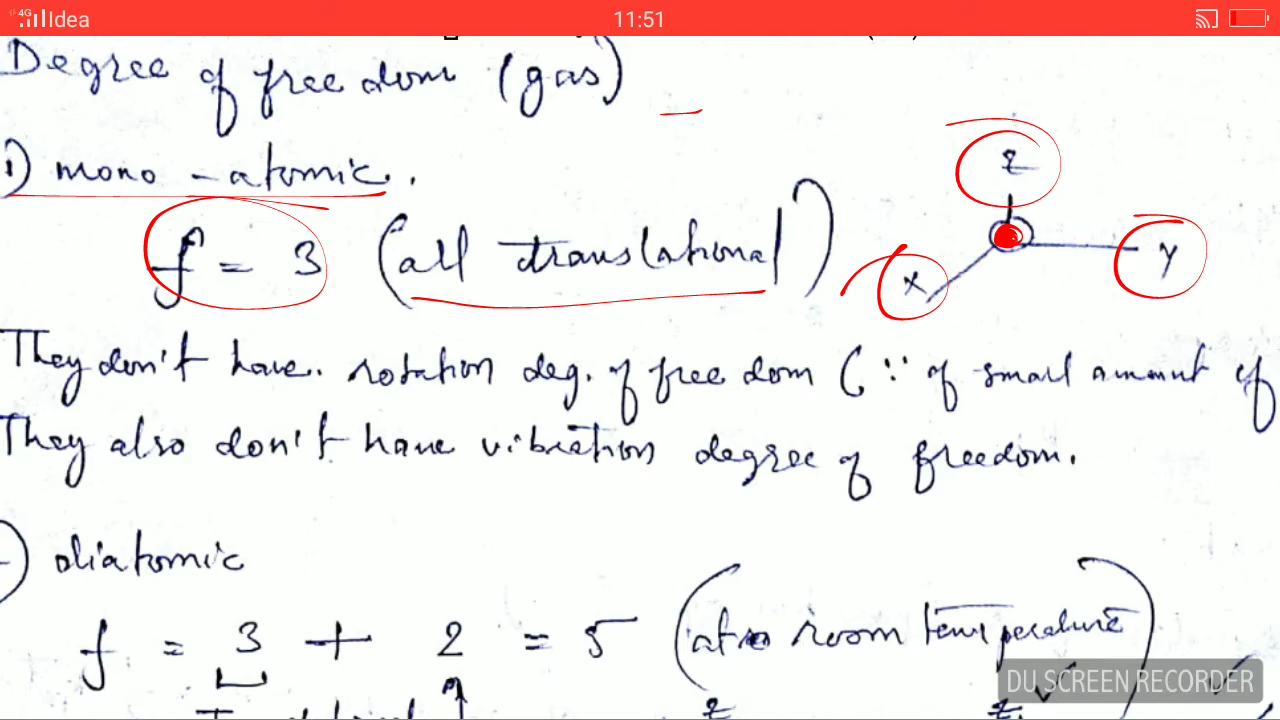 4G Idea 11:51
Degree of freedom (gas)
1) mono-atomic.
f = 3 (all translational)
z
x
y
They don't have. rotation deg. of freedom (∵ of small amount of
They also don't have vibration degree of freedom.
) diatomic
f = 3 + 2 = 5 (at room temperature)
DU SCREEN RECORDER
z
z